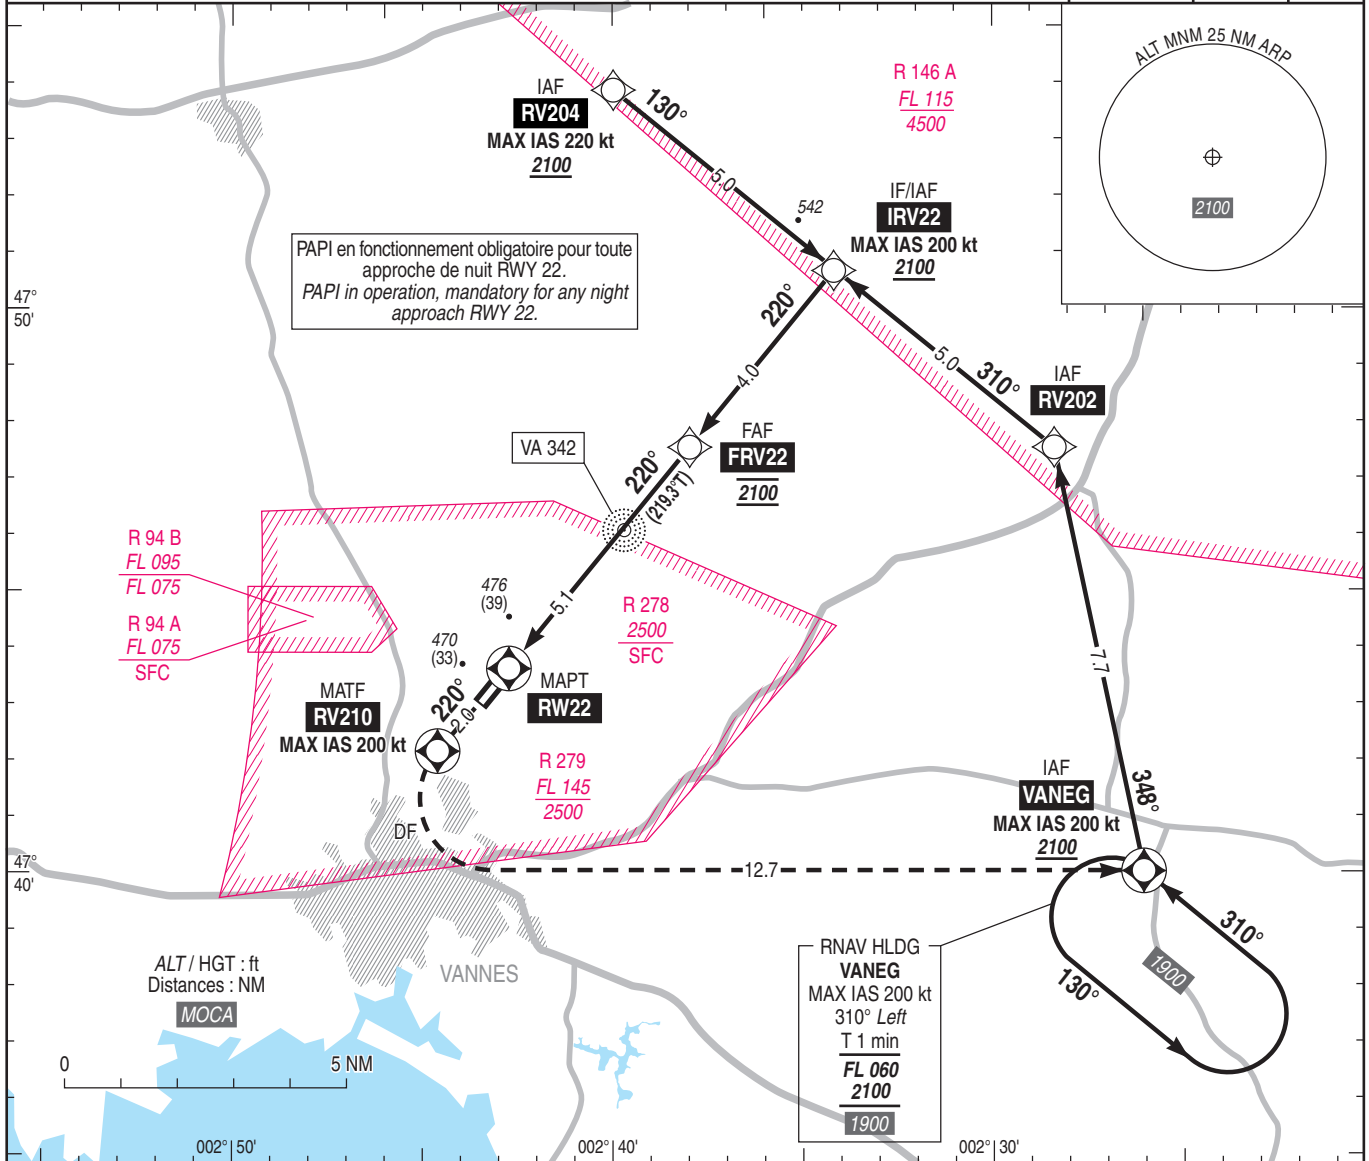 ALT MNM 25 NM ARP
2100
IAF
RV204
MAX IAS 220 kt
2100
130°
5.0
R 146 A
FL 115
4500
542
IF/IAF
IRV22
MAX IAS 200 kt
2100
PAPI en fonctionnement obligatoire pour toute
approche de nuit RWY 22.
PAPI in operation, mandatory for any night
approach RWY 22.
47°
50'
220°
4.0
5.0
310°
IAF
RV202
VA 342
FAF
FRV22
2100
220°
(219.3°T)
5.1
R 94 B
FL 095
FL 075
R 94 A
FL 075
SFC
476
(39)
470
(33)
R 278
2500
SFC
7.7
MATF
RV210
MAX IAS 200 kt
220°
2.0
MAPT
RW22
R 279
FL 145
2500
DF
IAF
VANEG
MAX IAS 200 kt
2100
348°
47°
40'
12.7
310°
130°
1900
RNAV HLDG
VANEG
MAX IAS 200 kt
310° Left
T 1 min
FL 060
2100
1900
VANNES
ALT / HGT : ft
Distances : NM
MOCA
0
5 NM
002° 50'
002° 40'
002° 30'